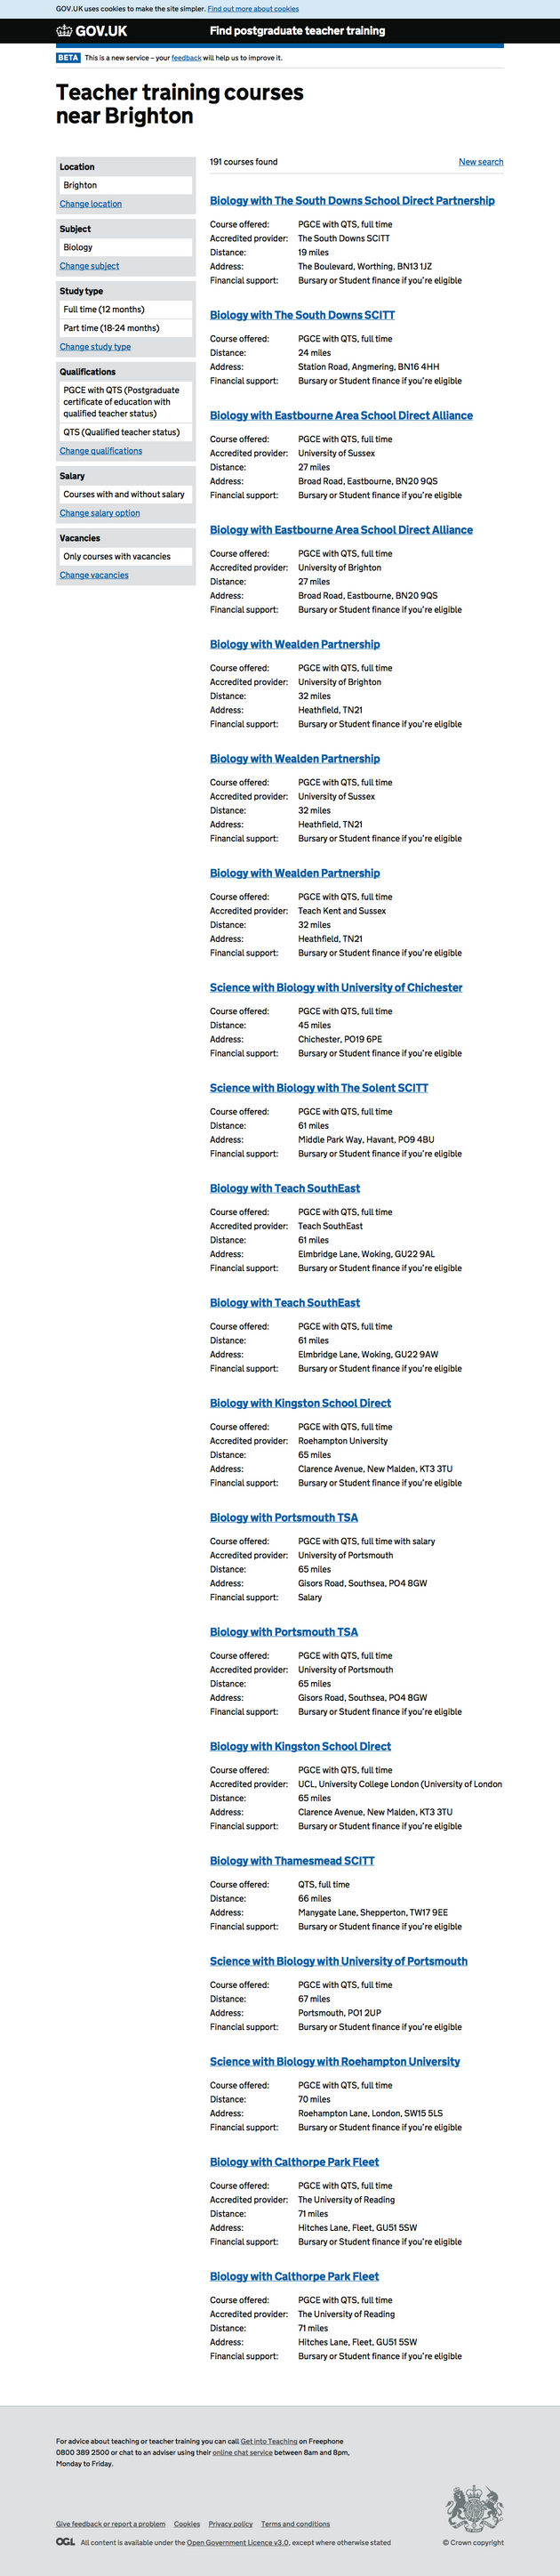 GOV.UK uses cookies to make the site simpler. Find out more about cookies
GOV.UK
Find postgraduate teacher training
BETA This is a new service – your feedback will help us to improve it.
Teacher training courses
near Brighton
Location
Brighton
Change location
Subject
Biology
Change subject
Study type
Full time (12 months)
Part time (18-24 months)
Change study type
Qualifications
PGCE with QTS (Postgraduate
certificate of education with
qualified teacher status)
QTS (Qualified teacher status)
Change qualifications
Salary
Courses with and without salary
Change salary option
Vacancies
Only courses with vacancies
Change vacancies
191 courses found New search
Biology with The South Downs School Direct Partnership
Course offered: PGCE with QTS, full time
Accredited provider: The South Downs SCITT
Distance: 19 miles
Address: The Boulevard, Worthing, BN13 1JZ
Financial support: Bursary or Student finance if you're eligible
Biology with The South Downs SCITT
Course offered: PGCE with QTS, full time
Distance: 24 miles
Address: Station Road, Angmering, BN16 4HH
Financial support: Bursary or Student finance if you're eligible
Biology with Eastbourne Area School Direct Alliance
Course offered: PGCE with QTS, full time
Accredited provider: University of Sussex
Distance: 27 miles
Address: Broad Road, Eastbourne, BN20 9QS
Financial support: Bursary or Student finance if you're eligible
Biology with Eastbourne Area School Direct Alliance
Course offered: PGCE with QTS, full time
Accredited provider: University of Brighton
Distance: 27 miles
Address: Broad Road, Eastbourne, BN20 9QS
Financial support: Bursary or Student finance if you're eligible
Biology with Wealden Partnership
Course offered: PGCE with QTS, full time
Accredited provider: University of Brighton
Distance: 32 miles
Address: Heathfield, TN21
Financial support: Bursary or Student finance if you're eligible
Biology with Wealden Partnership
Course offered: PGCE with QTS, full time
Accredited provider: University of Sussex
Distance: 32 miles
Address: Heathfield, TN21
Financial support: Bursary or Student finance if you're eligible
Biology with Wealden Partnership
Course offered: PGCE with QTS, full time
Accredited provider: Teach Kent and Sussex
Distance: 32 miles
Address: Heathfield, TN21
Financial support: Bursary or Student finance if you're eligible
Science with Biology with University of Chichester
Course offered: PGCE with QTS, full time
Distance: 45 miles
Address: Chichester, PO19 6PE
Financial support: Bursary or Student finance if you're eligible
Science with Biology with The Solent SCITT
Course offered: PGCE with QTS, full time
Distance: 61 miles
Address: Middle Park Way, Havant, PO9 4BU
Financial support: Bursary or Student finance if you're eligible
Biology with Teach SouthEast
Course offered: PGCE with QTS, full time
Accredited provider: Teach SouthEast
Distance: 61 miles
Address: Elmbridge Lane, Woking, GU22 9AL
Financial support: Bursary or Student finance if you're eligible
Biology with Teach SouthEast
Course offered: PGCE with QTS, full time
Distance: 61 miles
Address: Elmbridge Lane, Woking, GU22 9AW
Financial support: Bursary or Student finance if you're eligible
Biology with Kingston School Direct
Course offered: PGCE with QTS, full time
Accredited provider: Roehampton University
Distance: 65 miles
Address: Clarence Avenue, New Malden, KT3 3TU
Financial support: Bursary or Student finance if you're eligible
Biology with Portsmouth TSA
Course offered: PGCE with QTS, full time with salary
Accredited provider: University of Portsmouth
Distance: 65 miles
Address: Gisors Road, Southsea, PO4 8GW
Financial support: Salary
Biology with Portsmouth TSA
Course offered: PGCE with QTS, full time
Accredited provider: University of Portsmouth
Distance: 65 miles
Address: Gisors Road, Southsea, PO4 8GW
Financial support: Bursary or Student finance if you're eligible
Biology with Kingston School Direct
Course offered: PGCE with QTS, full time
Accredited provider: UCL, University College London (University of London
Distance: 65 miles
Address: Clarence Avenue, New Malden, KT3 3TU
Financial support: Bursary or Student finance if you're eligible
Biology with Thamesmead SCITT
Course offered: QTS, full time
Distance: 66 miles
Address: Manygate Lane, Shepperton, TW17 9EE
Financial support: Bursary or Student finance if you're eligible
Science with Biology with University of Portsmouth
Course offered: PGCE with QTS, full time
Distance: 67 miles
Address: Portsmouth, PO1 2UP
Financial support: Bursary or Student finance if you're eligible
Science with Biology with Roehampton University
Course offered: PGCE with QTS, full time
Distance: 70 miles
Address: Roehampton Lane, London, SW15 5LS
Financial support: Bursary or Student finance if you're eligible
Biology with Calthorpe Park Fleet
Course offered: PGCE with QTS, full time
Accredited provider: The University of Reading
Distance: 71 miles
Address: Hitches Lane, Fleet, GU51 5SW
Financial support: Bursary or Student finance if you're eligible
Biology with Calthorpe Park Fleet
Course offered: PGCE with QTS, full time
Accredited provider: The University of Reading
Distance: 71 miles
Address: Hitches Lane, Fleet, GU51 5SW
Financial support: Bursary or Student finance if you're eligible
For advice about teaching or teacher training you can call Get into Teaching on Freephone
0800 389 2500 or chat to an adviser using their online chat service between 8am and 8pm,
Monday to Friday.
Give feedback or report a problem Cookies Privacy policy Terms and conditions
OGL All content is available under the Open Government Licence v3.0, except where otherwise stated
© Crown copyright